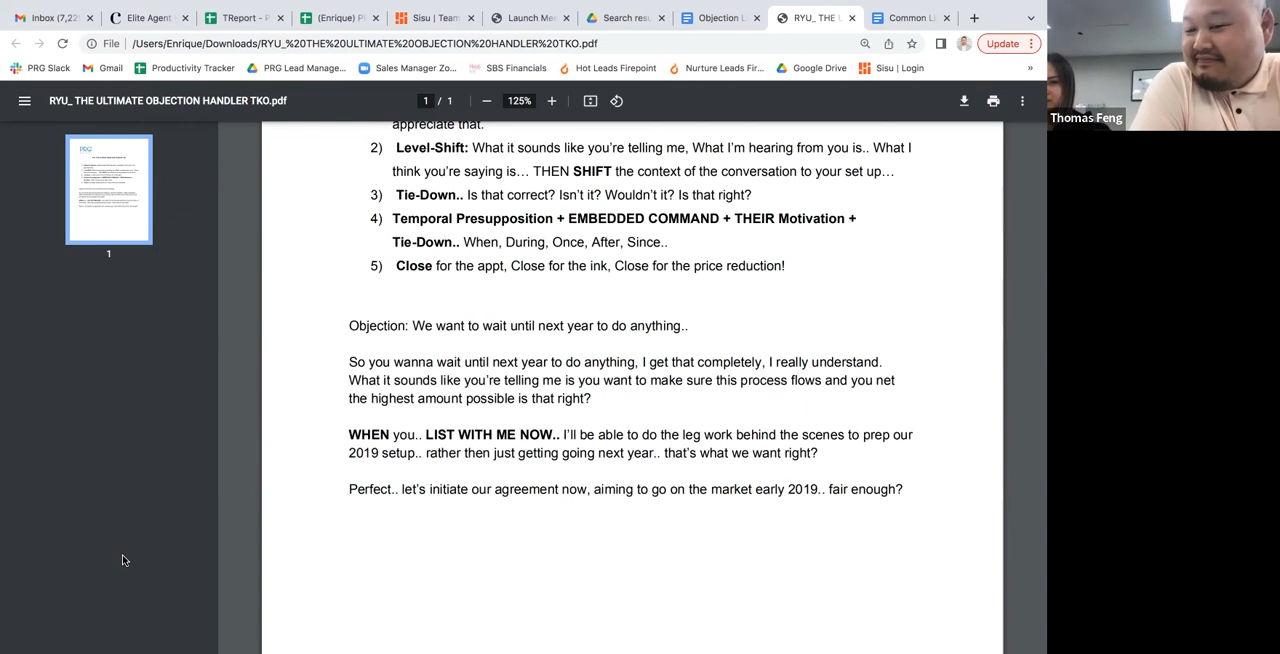 Inbox (7,22
Elite Agent
TReport - P
(Enrique) P
Sisu | Team
Launch Me
Search resu
Objection L
RYU_ THE U
Common L
File /Users/Enrique/Downloads/RYU_%20THE%20ULTIMATE%20OBJECTION%20HANDLER%20TKO.pdf
Update
PRG Slack
Gmail
Productivity Tracker
PRG Lead Manage...
Sales Manager Zo...
SBS Financials
Hot Leads Firepoint
Nurture Leads Fir...
Google Drive
Sisu | Login
»
RYU_ THE ULTIMATE OBJECTION HANDLER TKO.pdf
1 / 1
125%
PRG
1
appreciate that.
2) Level-Shift: What it sounds like you're telling me, What I'm hearing from you is.. What I
think you're saying is.. THEN SHIFT the context of the conversation to your set up…
3) Tie-Down.. Is that correct? Isn't it? Wouldn't it? Is that right?
4) Temporal Presupposition + EMBEDDED COMMAND + THEIR Motivation +
Tie-Down.. When, During, Once, After, Since..
5) Close for the appt, Close for the ink, Close for the price reduction!
Objection: We want to wait until next year to do anything..
So you wanna wait until next year to do anything, I get that completely, I really understand.
What it sounds like you're telling me is you want to make sure this process flows and you net
the highest amount possible is that right?
WHEN you.. LIST WITH ME NOW.. I'll be able to do the leg work behind the scenes to prep our
2019 setup.. rather then just getting going next year.. that's what we want right?
Perfect.. let's initiate our agreement now, aiming to go on the market early 2019.. fair enough?
Thomas Feng